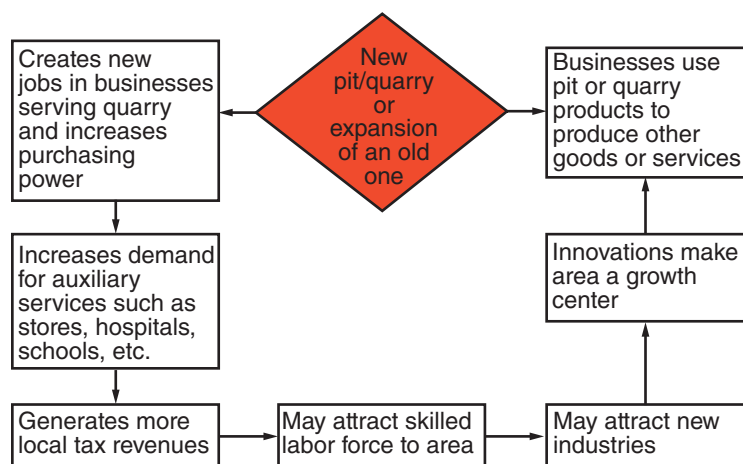 Creates new
jobs in businesses
serving quarry
and increases
purchasing
power
New
pit/quarry
or
expansion
of an old
one
Businesses use
pit or quarry
products to
produce other
goods or services
Increases demand
for auxiliary
services such as
stores, hospitals,
schools, etc.
Innovations make
area a growth
center
Generates more
local tax revenues
May attract skilled
labor force to area
May attract new
industries